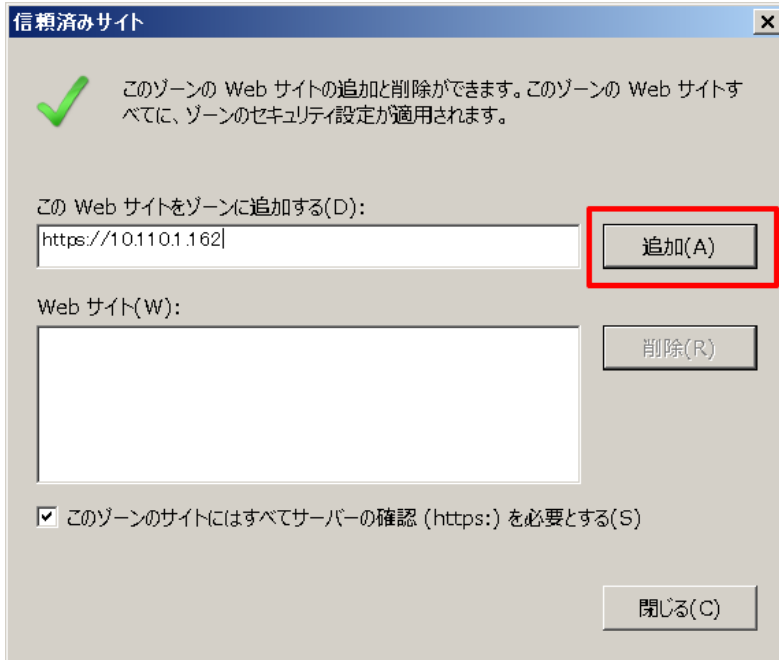 信頼済みサイト
このゾーンの Web サイトの追加と削除ができます。このゾーンの Web サイトす
べてに、ゾーンのセキュリティ設定が適用されます。
この Web サイトをゾーンに追加する(D):
https://10.110.1.162
追加(A)
Web サイト(W):
削除(R)
このゾーンのサイトにはすべてサーバーの確認 (https:) を必要とする(S)
閉じる(C)